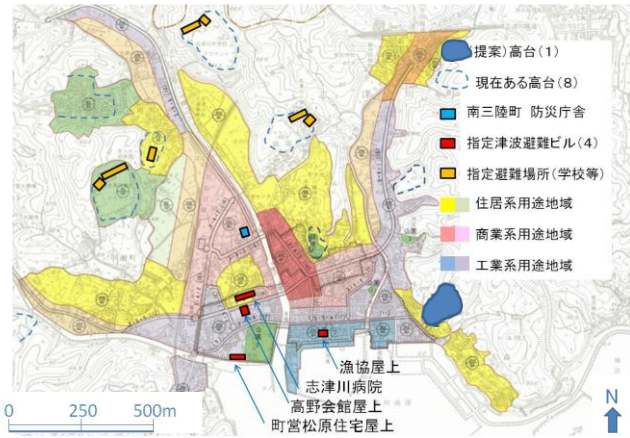 (提案)高台(1)
現在ある高台(8)
南三陸町 防災庁舎
指定津波避難ビル(4)
指定避難場所(学校等)
住居系用途地域
商業系用途地域
工業系用途地域
漁協屋上
志津川病院
高野会館屋上
町営松原住宅屋上
0 250 500m
N